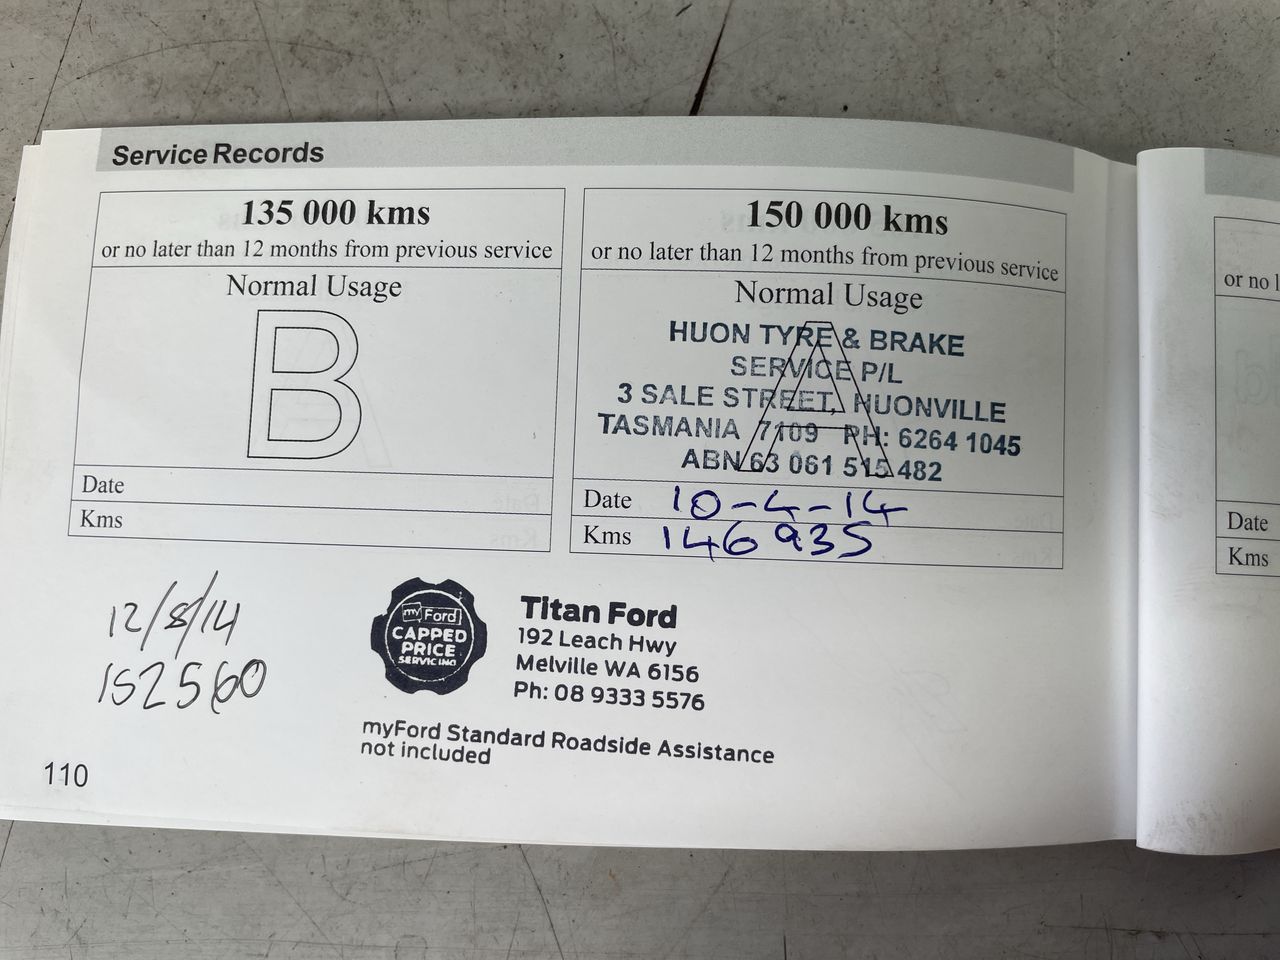 Service Records
135 000 kms
or no later than 12 months from previous service
Normal Usage
B
Date
Kms
150 000 kms
or no later than 12 months from previous service
Normal Usage
A
HUON TYRE & BRAKE
SERVICE P/L
3 SALE STREET, HUONVILLE
TASMANIA 7109 PH: 6264 1045
ABN 63 061 515 482
Date 10-4-14
Kms 146935
or no l
Date
Kms
12/8/14
152560
my Ford
CAPPED
PRICE
SERVICING
Titan Ford
192 Leach Hwy
Melville WA 6156
Ph: 08 9333 5576
myFord Standard Roadside Assistance
not included
110